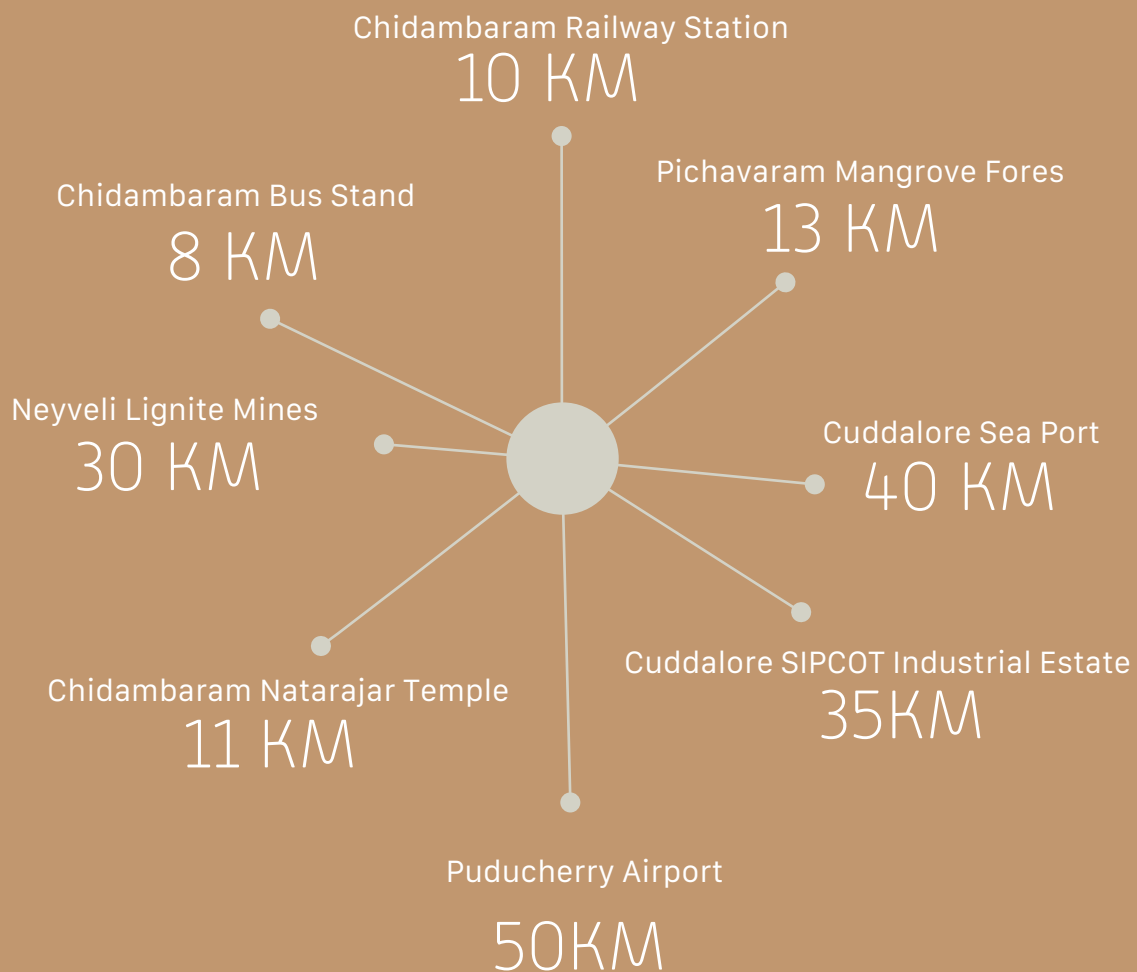 Chidambaram Railway Station
10 KM
Pichavaram Mangrove Fores
13 KM
Chidambaram Bus Stand
8 KM
Neyveli Lignite Mines
30 KM
Cuddalore Sea Port
40 KM
Cuddalore SIPCOT Industrial Estate
35KM
Chidambaram Natarajar Temple
11 KM
Puducherry Airport
50KM